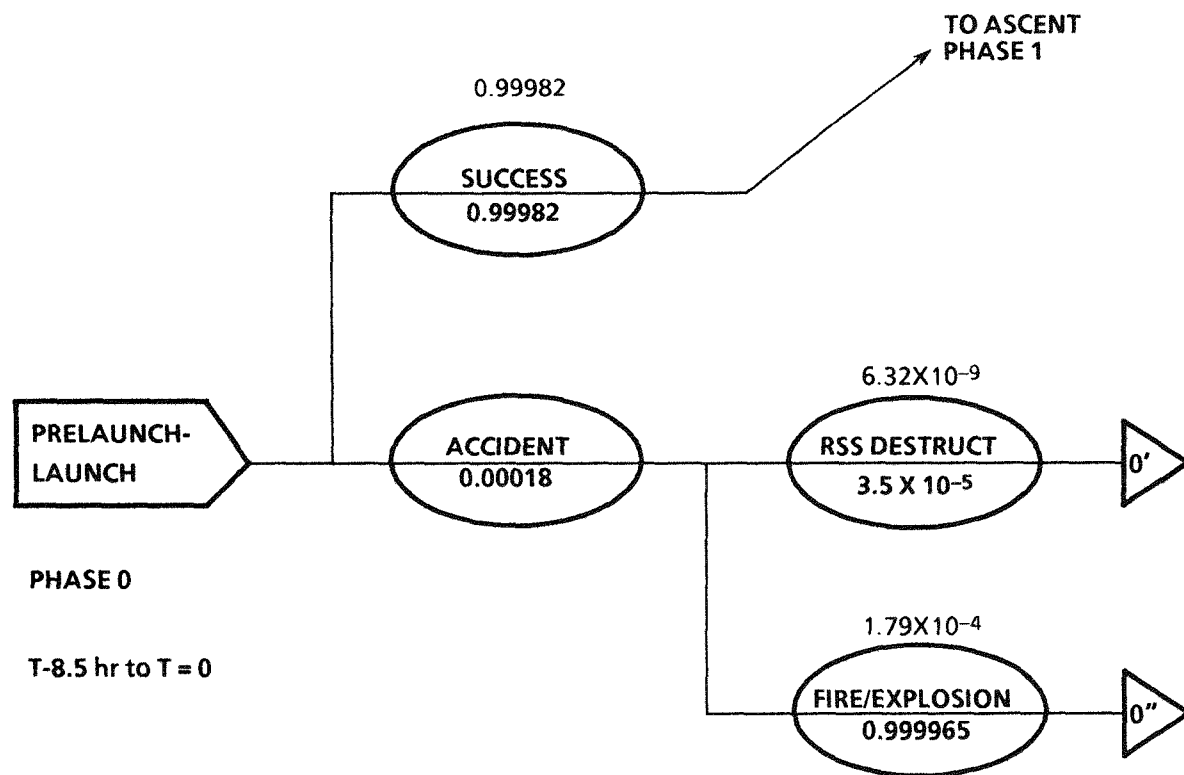 TO ASCENT
PHASE 1
0.99982
SUCCESS
0.99982
6.32X10⁻⁹
PRELAUNCH-
LAUNCH
ACCIDENT
0.00018
RSS DESTRUCT
3.5 X 10⁻⁵
0'
PHASE 0
1.79X10⁻⁴
T-8.5 hr to T = 0
FIRE/EXPLOSION
0.999965
0"